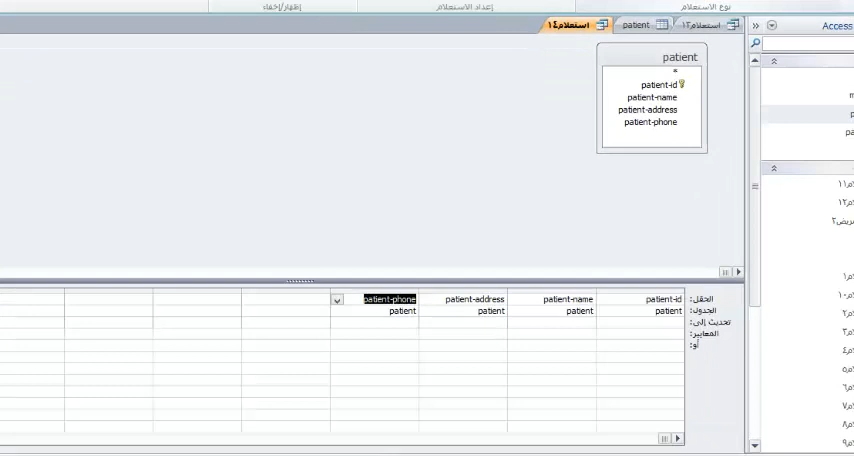 نوع الاستعلام
إعداد الاستعلام
إظهار/إخفاء
Access
استعلام١٣
patient
استعلام١٤
patient
*
patient-id
patient-name
patient-address
patient-phone
الحقل: patient-id patient-name patient-address patient-phone
الجدول: patient patient patient patient
تحديث إلى:
المعايير:
أو: